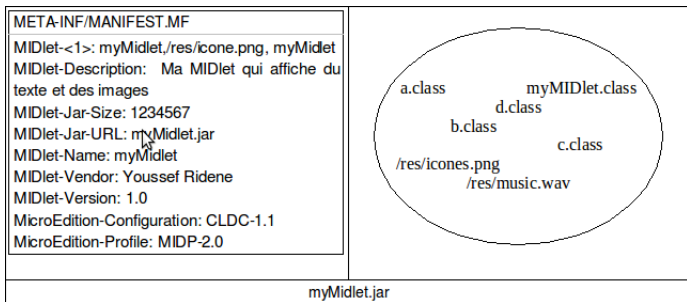 META-INF/MANIFEST.MF
MIDlet-<1>: myMidlet,/res/icone.png, myMidlet
MIDlet-Description: Ma MIDlet qui affiche du
texte et des images
MIDlet-Jar-Size: 1234567
MIDlet-Jar-URL: myMidlet.jar
MIDlet-Name: myMidlet
MIDlet-Vendor: Youssef Ridene
MIDlet-Version: 1.0
MicroEdition-Configuration: CLDC-1.1
MicroEdition-Profile: MIDP-2.0
a.class myMIDlet.class
d.class
b.class
c.class
/res/icones.png
/res/music.wav
myMidlet.jar